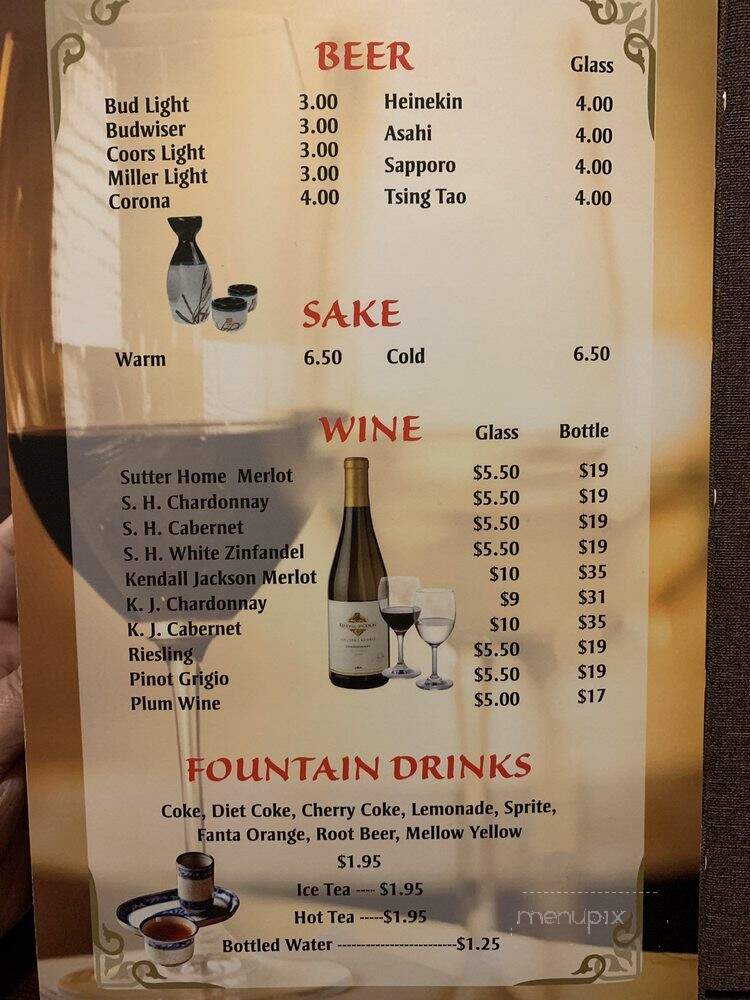 BEER
Glass
Bud Light 3.00 Heinekin 4.00
Budwiser 3.00 Asahi 4.00
Coors Light 3.00 Sapporo 4.00
Miller Light 3.00 Tsing Tao 4.00
Corona 4.00
SAKE
Warm 6.50 Cold 6.50
WINE Glass Bottle
Sutter Home Merlot $5.50 $19
S. H. Chardonnay $5.50 $19
S. H. Cabernet $5.50 $19
S. H. White Zinfandel $5.50 $19
Kendall Jackson Merlot $10 $35
K. J. Chardonnay $9 $31
K. J. Cabernet $10 $35
Riesling $5.50 $19
Pinot Grigio $5.50 $19
Plum Wine $5.00 $17
KENDALL-JACKSON
CHARDONNAY
FOUNTAIN DRINKS
Coke, Diet Coke, Cherry Coke, Lemonade, Sprite,
Fanta Orange, Root Beer, Mellow Yellow
$1.95
Ice Tea ---- $1.95
Hot Tea -----$1.95
Bottled Water -------------------------$1.25
menupix